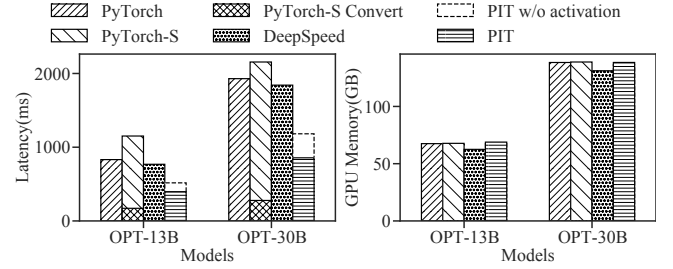 PyTorch
PyTorch-S Convert
PIT w/o activation
PyTorch-S
DeepSpeed
PIT
Latency(ms)
2000
1000
0
OPT-13B
OPT-30B
Models
GPU Memory(GB)
100
50
0
OPT-13B
OPT-30B
Models